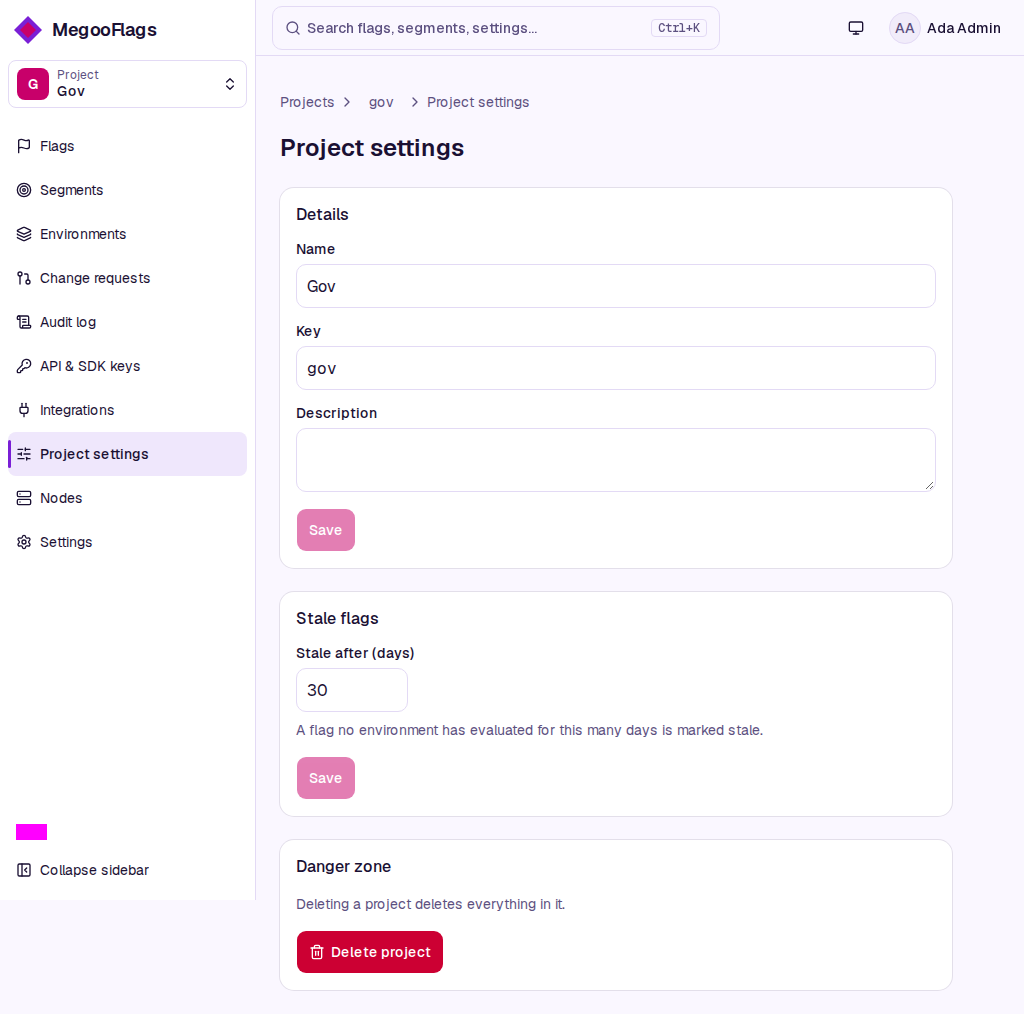 MegooFlags
Search flags, segments, settings...
Ctrl+K
AA
Ada Admin
G
Project
Gov
Flags
Segments
Environments
Change requests
Audit log
API & SDK keys
Integrations
Project settings
Nodes
Settings
Collapse sidebar
Projects
gov
Project settings
Project settings
Details
Name
Gov
Key
gov
Description
Save
Stale flags
Stale after (days)
30
A flag no environment has evaluated for this many days is marked stale.
Save
Danger zone
Deleting a project deletes everything in it.
Delete project